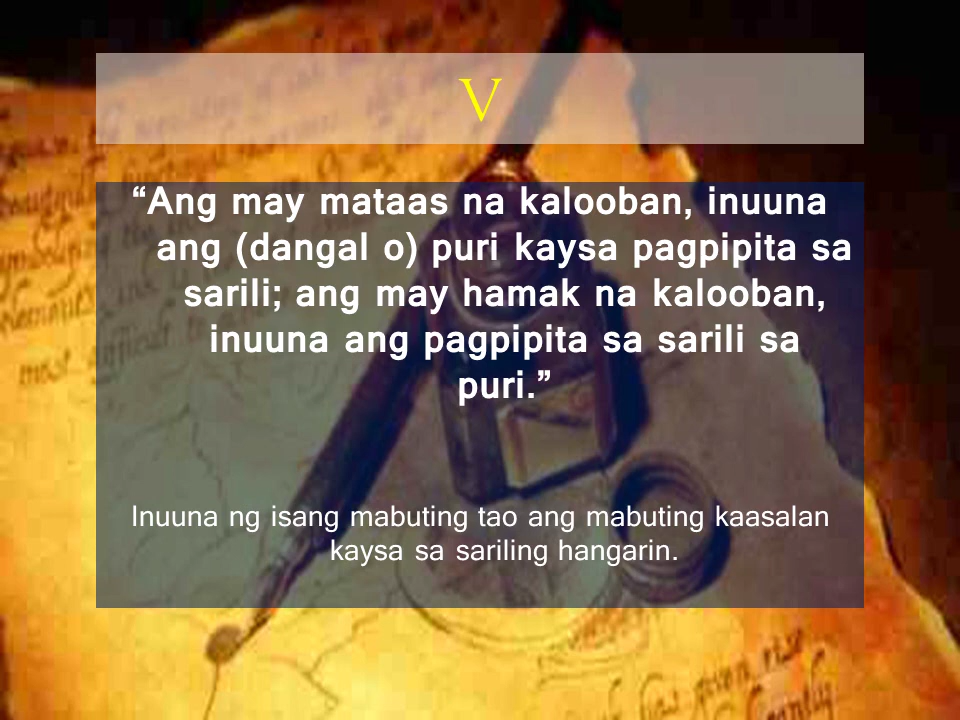 V
“Ang may mataas na kalooban, inuuna
ang (dangal o) puri kaysa pagpipita sa
sarili; ang may hamak na kalooban,
inuuna ang pagpipita sa sarili sa
puri.”
Inuuna ng isang mabuting tao ang mabuting kaasalan
kaysa sa sariling hangarin.